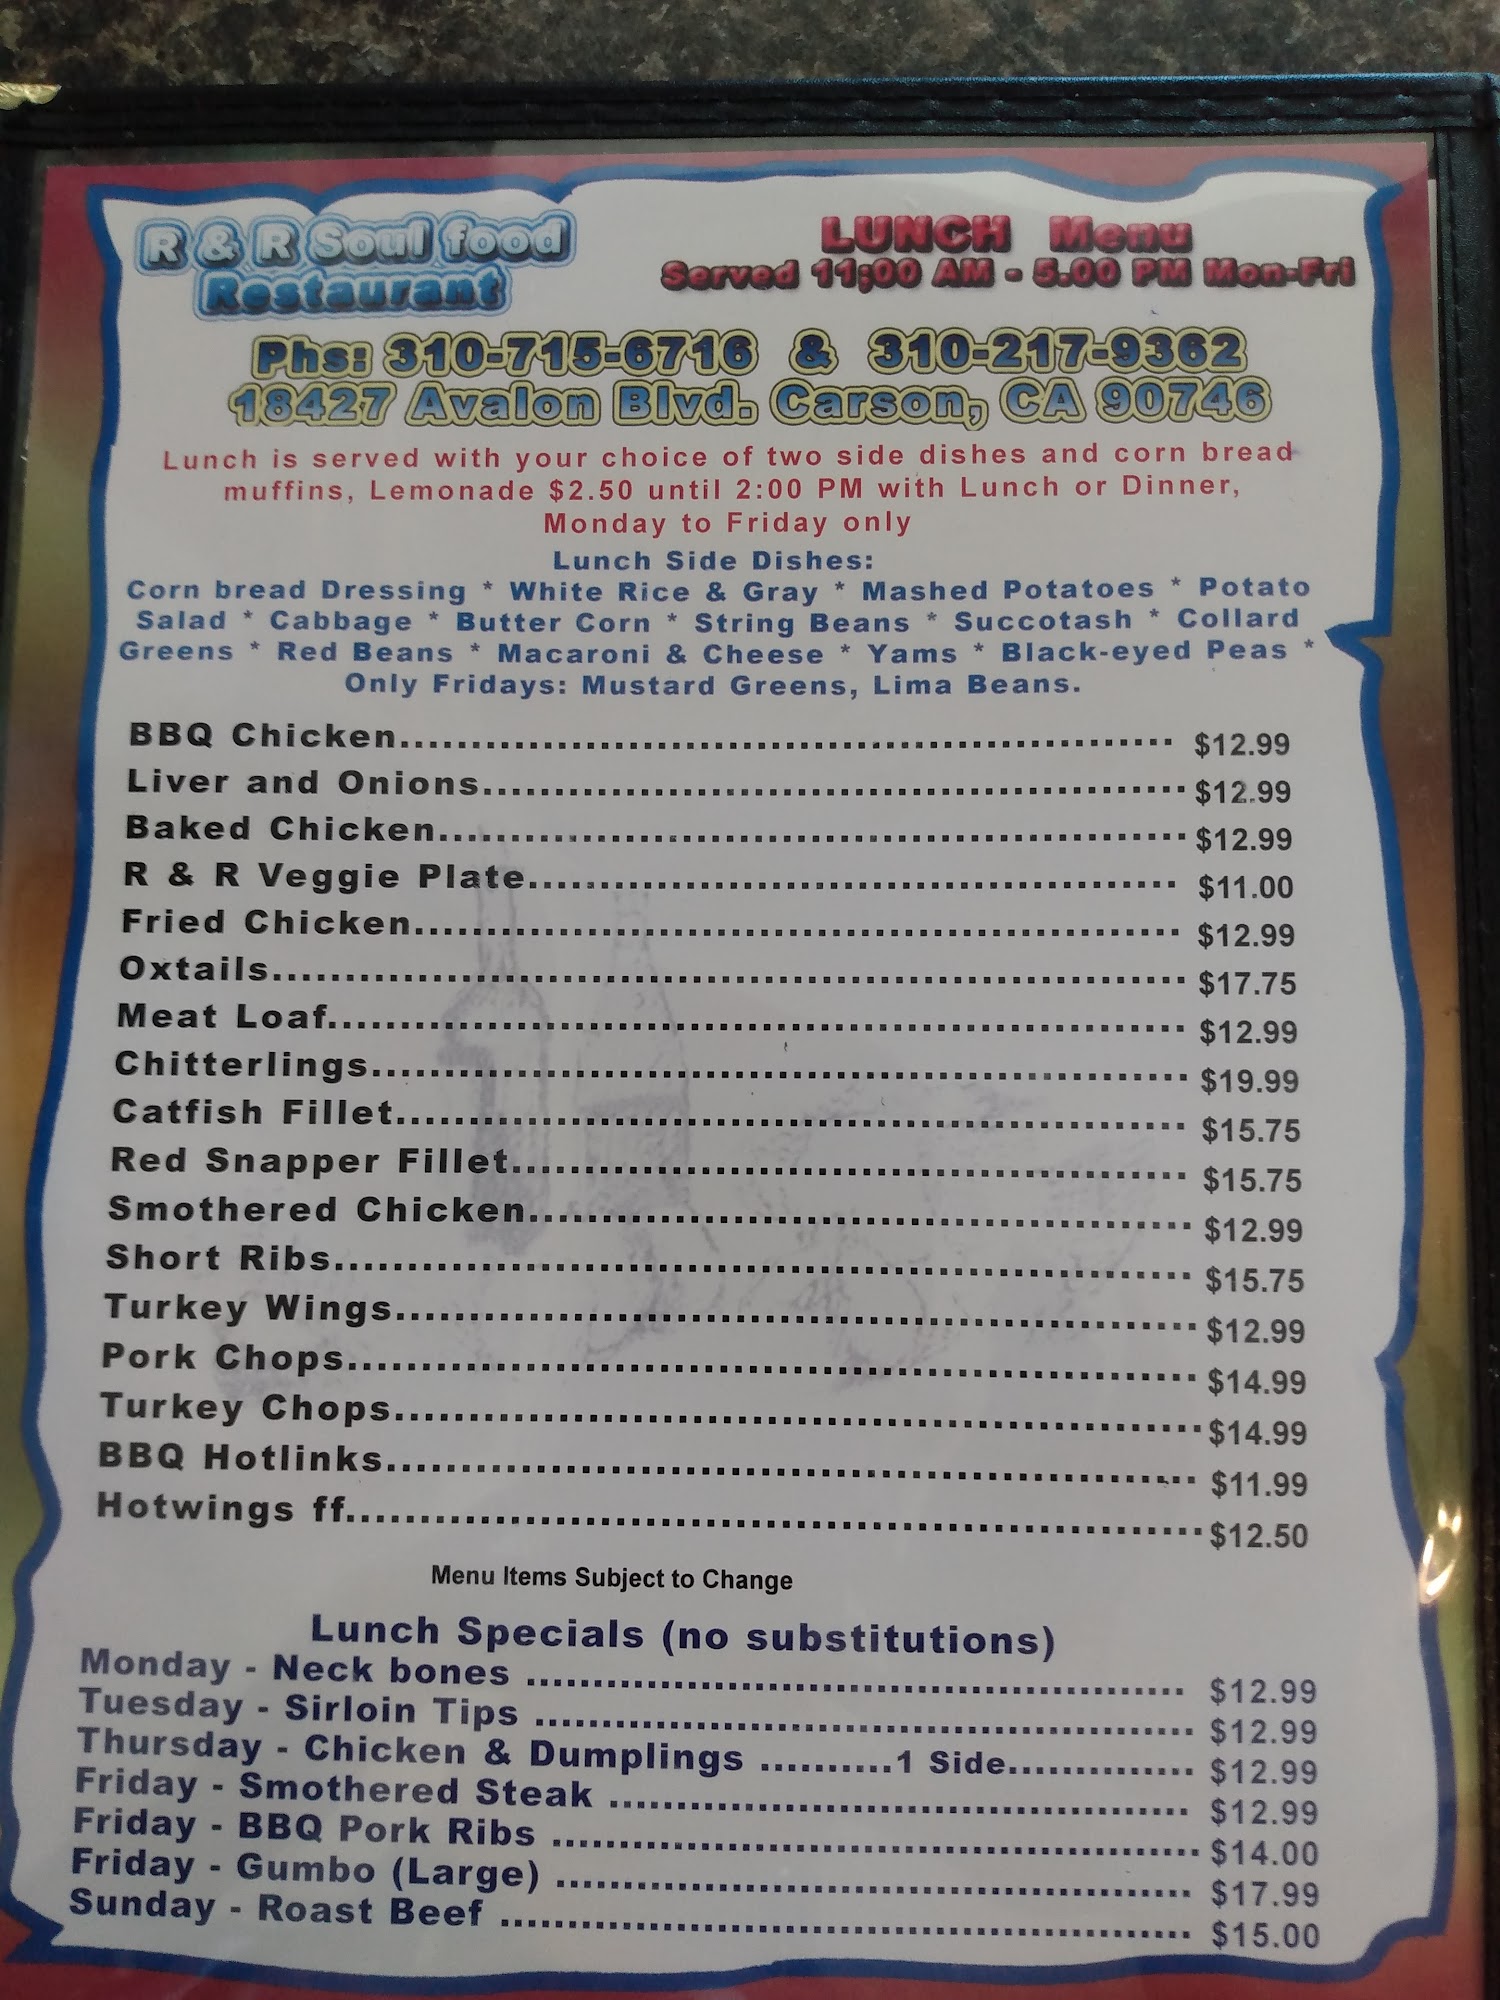 R & R Soul food
Restaurant
LUNCH Menu
Served 11;00 AM - 5.00 PM Mon-Fri
Phs: 310-715-6716 & 310-217-9362
18427 Avalon Blvd. Carson, CA 90746
Lunch is served with your choice of two side dishes and corn bread
muffins, Lemonade $2.50 until 2:00 PM with Lunch or Dinner,
Monday to Friday only
Lunch Side Dishes:
Corn bread Dressing * White Rice & Gray * Mashed Potatoes * Potato
Salad * Cabbage * Butter Corn * String Beans * Succotash * Collard
Greens * Red Beans * Macaroni & Cheese * Yams * Black-eyed Peas *
Only Fridays: Mustard Greens, Lima Beans.
BBQ Chicken.......... $12.99
Liver and Onions.......... $12.99
Baked Chicken.......... $12.99
R & R Veggie Plate.......... $11.00
Fried Chicken.......... $12.99
Oxtails.......... $17.75
Meat Loaf.......... $12.99
Chitterlings.......... $19.99
Catfish Fillet.......... $15.75
Red Snapper Fillet.......... $15.75
Smothered Chicken.......... $12.99
Short Ribs.......... $15.75
Turkey Wings.......... $12.99
Pork Chops.......... $14.99
Turkey Chops.......... $14.99
BBQ Hotlinks.......... $11.99
Hotwings ff.......... $12.50
Menu Items Subject to Change
Lunch Specials (no substitutions)
Monday - Neck bones .......... $12.99
Tuesday - Sirloin Tips .......... $12.99
Thursday - Chicken & Dumplings ..........1 Side.......... $12.99
Friday - Smothered Steak .......... $12.99
Friday - BBQ Pork Ribs .......... $14.00
Friday - Gumbo (Large) .......... $17.99
Sunday - Roast Beef .......... $15.00